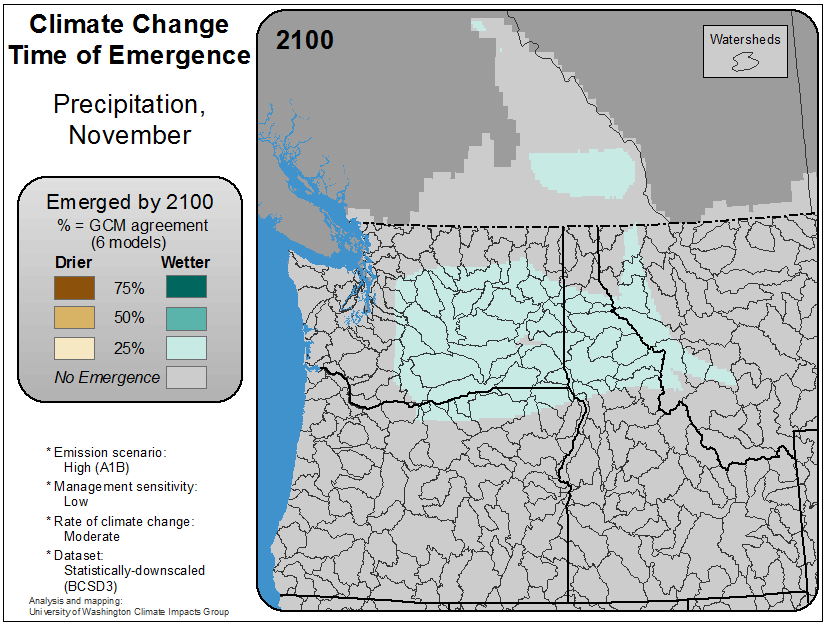 Climate Change
Time of Emergence
Precipitation,
November
2100
Watersheds
Emerged by 2100
% = GCM agreement
(6 models)
Drier Wetter
75%
50%
25%
No Emergence
* Emission scenario:
High (A1B)
* Management sensitivity:
Low
* Rate of climate change:
Moderate
* Dataset:
Statistically-downscaled
(BCSD3)
Analysis and mapping:
University of Washington Climate Impacts Group